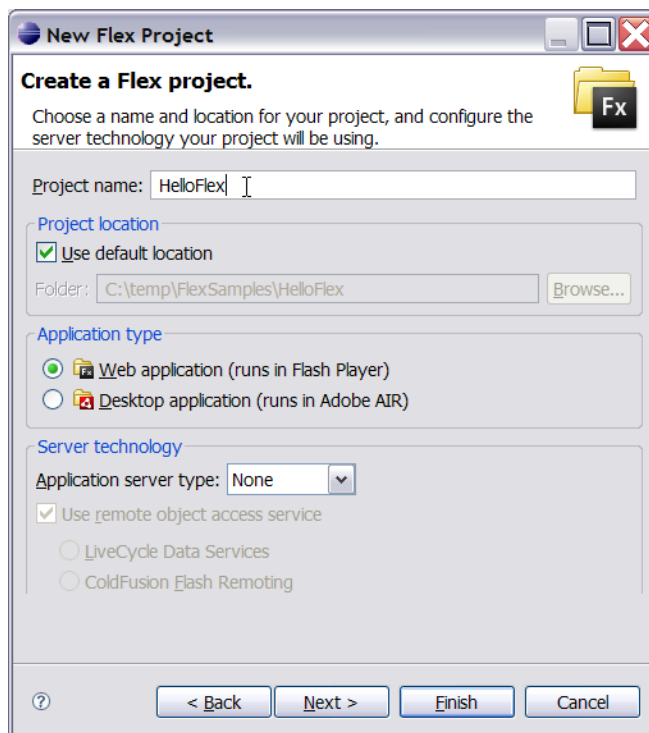 New Flex Project
Create a Flex project.
Fx
Choose a name and location for your project, and configure the
server technology your project will be using.
Project name: HelloFlex
Project location
Use default location
Folder: C:\temp\FlexSamples\HelloFlex Browse...
Application type
Web application (runs in Flash Player)
Desktop application (runs in Adobe AIR)
Server technology
Application server type: None
Use remote object access service
LiveCycle Data Services
ColdFusion Flash Remoting
? < Back Next > Finish Cancel